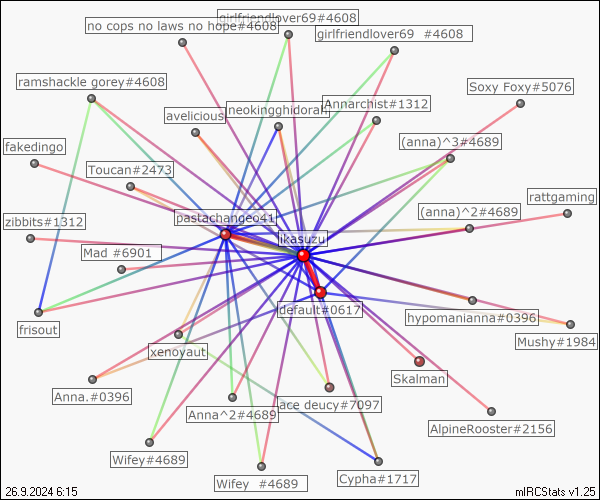 girlfriendlover69#4608
no cops no laws no hope#4608
girlfriendlover69 #4608
ramshackle gorey#4608
Soxy Foxy#5076
neokingghidorah
Annarchist#1312
avelicious
(anna)^3#4689
fakedingo
Toucan#2473
rattgaming
pastachangeo41
(anna)^2#4689
zibbits#1312
ikasuzu
Mad #6901
default#0617
hypomanianna#0396
frisout
Mushy#1984
xenoyaut
Skalman
Anna.#0396
ace deucy#7097
Anna^2#4689
AlpineRooster#2156
Wifey#4689
Cypha#1717
Wifey #4689
26.9.2024 6:15
mIRCStats v1.25